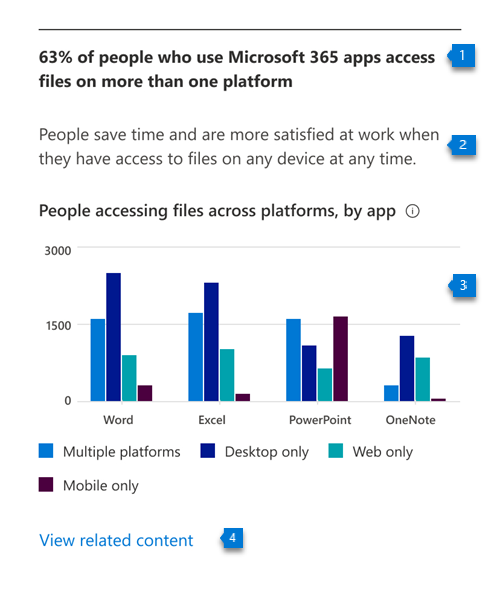 63% of people who use Microsoft 365 apps access 1
files on more than one platform
People save time and are more satisfied at work when
they have access to files on any device at any time. 2
People accessing files across platforms, by app
3000
3
1500
0
Word Excel PowerPoint OneNote
Multiple platforms Desktop only Web only
Mobile only
View related content 4